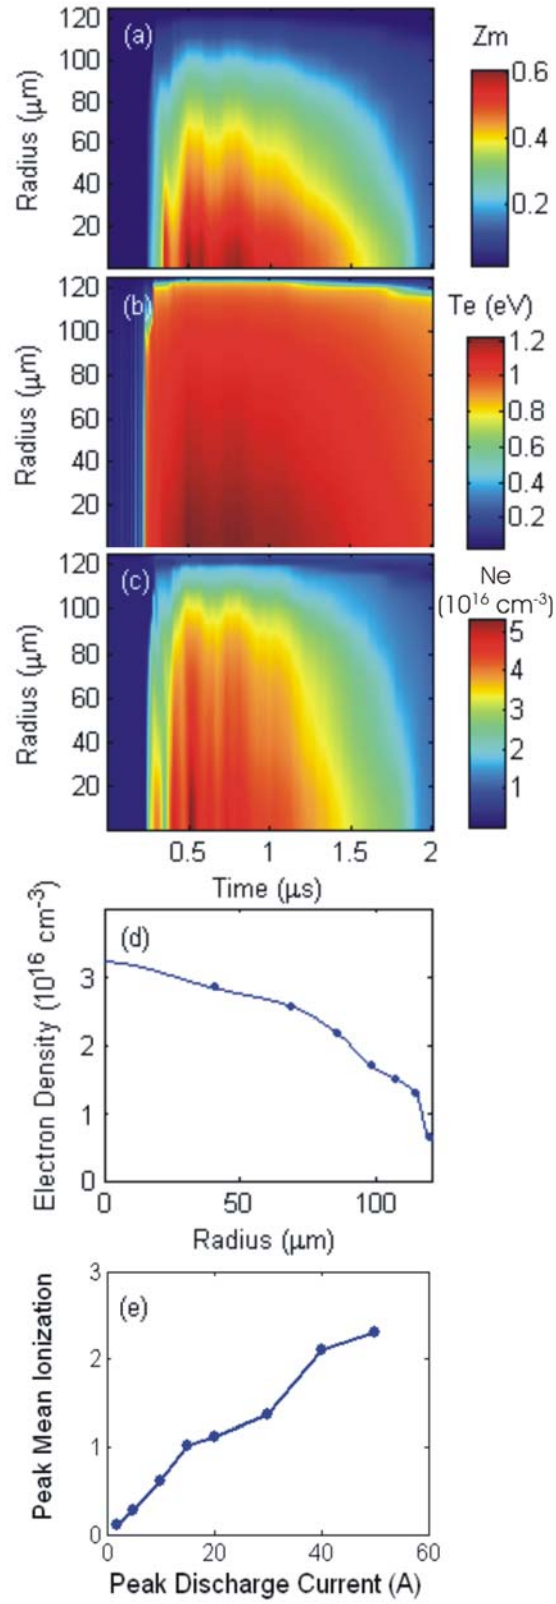 (a)
120
100
80
60
40
20
Radius (μm)
Zm
0.6
0.4
0.2
(b)
120
100
80
60
40
20
Radius (μm)
Te (eV)
1.2
1
0.8
0.6
0.4
0.2
(c)
120
100
80
60
40
20
Radius (μm)
Ne
(10¹⁶ cm⁻³)
5
4
3
2
1
0.5 1 1.5 2
Time (μs)
(d)
3
2
1
0
Electron Density (10¹⁶ cm⁻³)
0 50 100
Radius (μm)
(e)
3
2
1
0
Peak Mean Ionization
0 20 40 60
Peak Discharge Current (A)